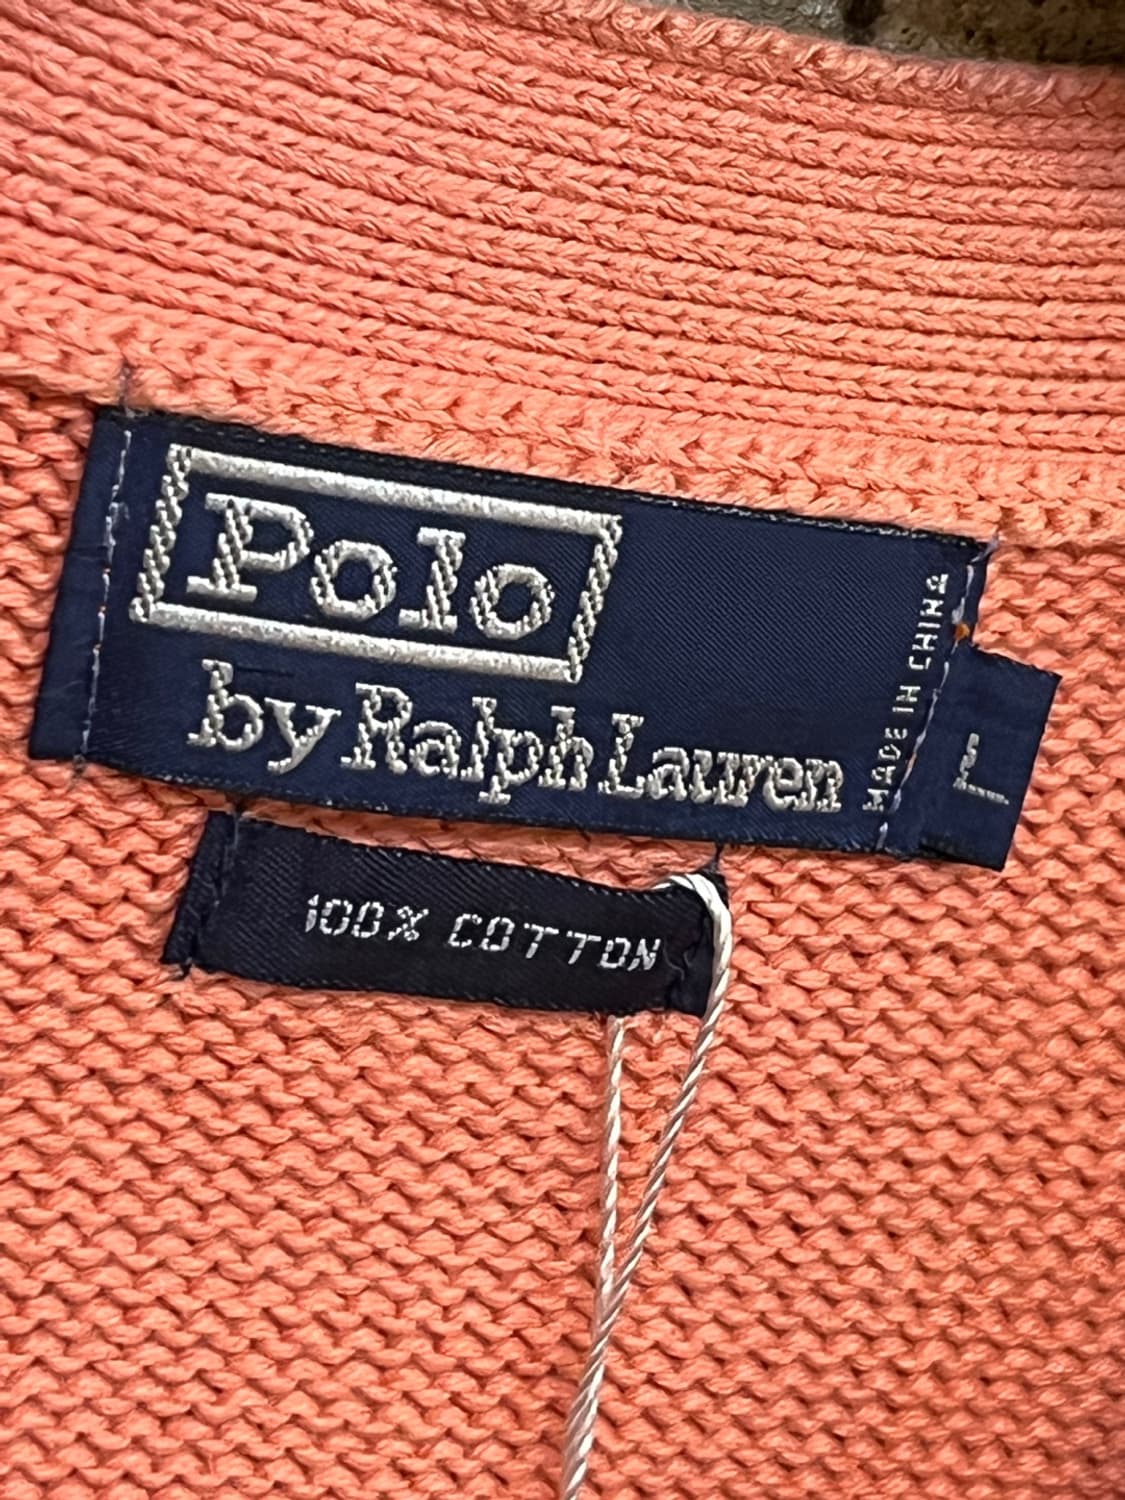 Polo
by Ralph Lauren
MADE IN CHINA
L
100% COTTON